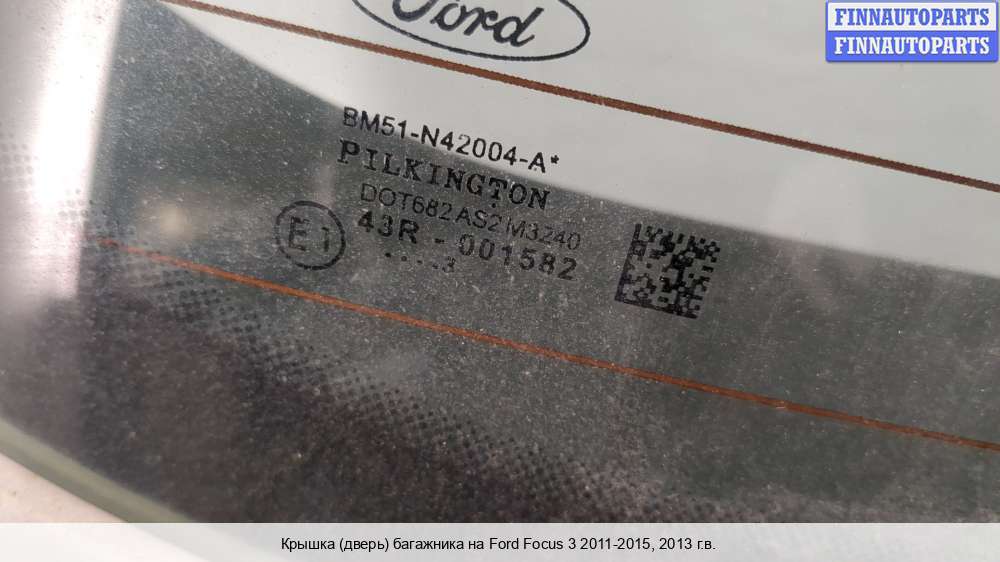 FINNAUTOPARTS
FINNAUTOPARTS
Ford
BM51-N42004-A*
PILKINGTON
DOT682 AS2 M3240
E1 43R - 001582
....3
Крышка (дверь) багажника на Ford Focus 3 2011-2015, 2013 г.в.